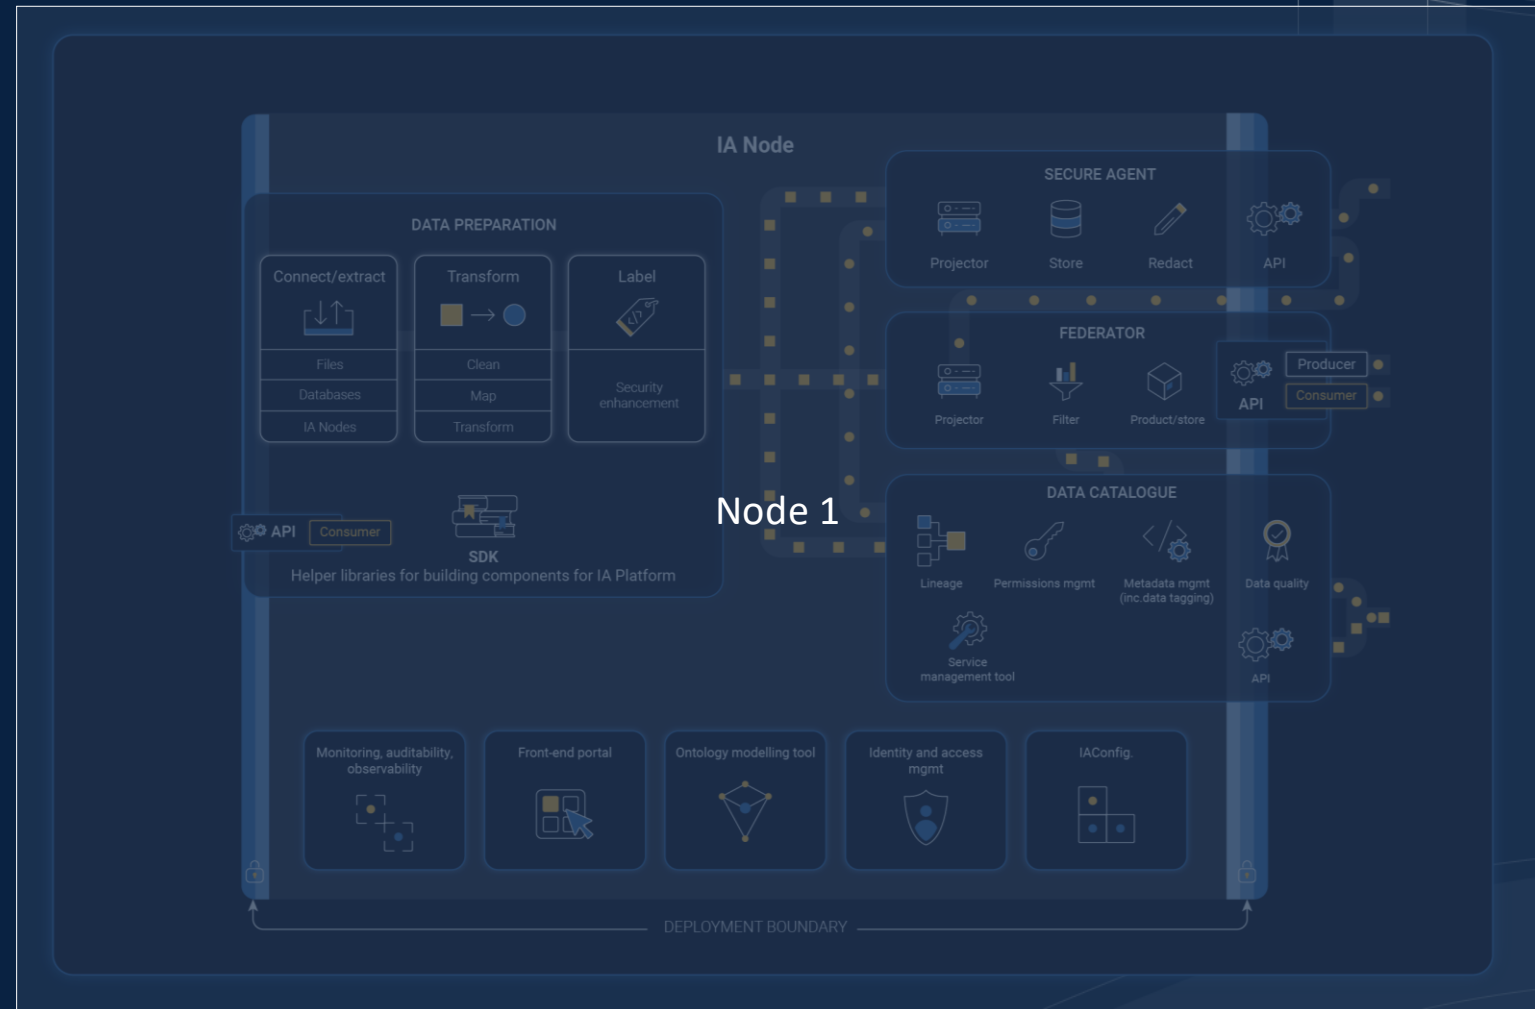 IA Node
DATA PREPARATION
Connect/extract
Files
Databases
IA Nodes
Transform
Clean
Map
Transform
Label
Security
enhancement
API
Consumer
SDK
Helper libraries for building components for IA Platform
SECURE AGENT
Projector
Store
Redact
API
FEDERATOR
Projector
Filter
Product/store
API
Producer
Consumer
Node 1
DATA CATALOGUE
Lineage
Permissions mgmt
Metadata mgmt
(inc.data tagging)
Data quality
Service
management tool
API
Monitoring, auditability,
observability
Front-end portal
Ontology modelling tool
Identity and access
mgmt
IAConfig.
DEPLOYMENT BOUNDARY